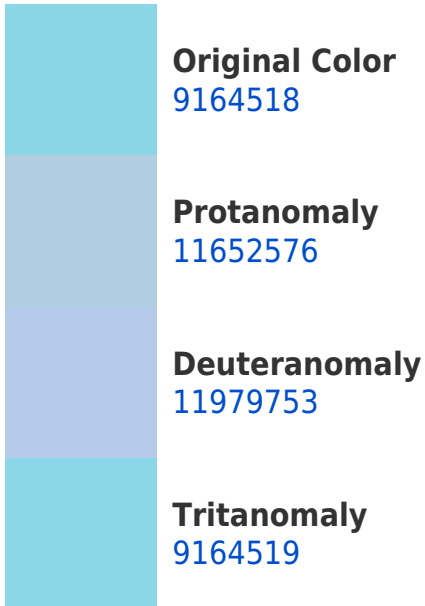 Original Color
9164518
Protanomaly
11652576
Deuteranomaly
11979753
Tritanomaly
9164519